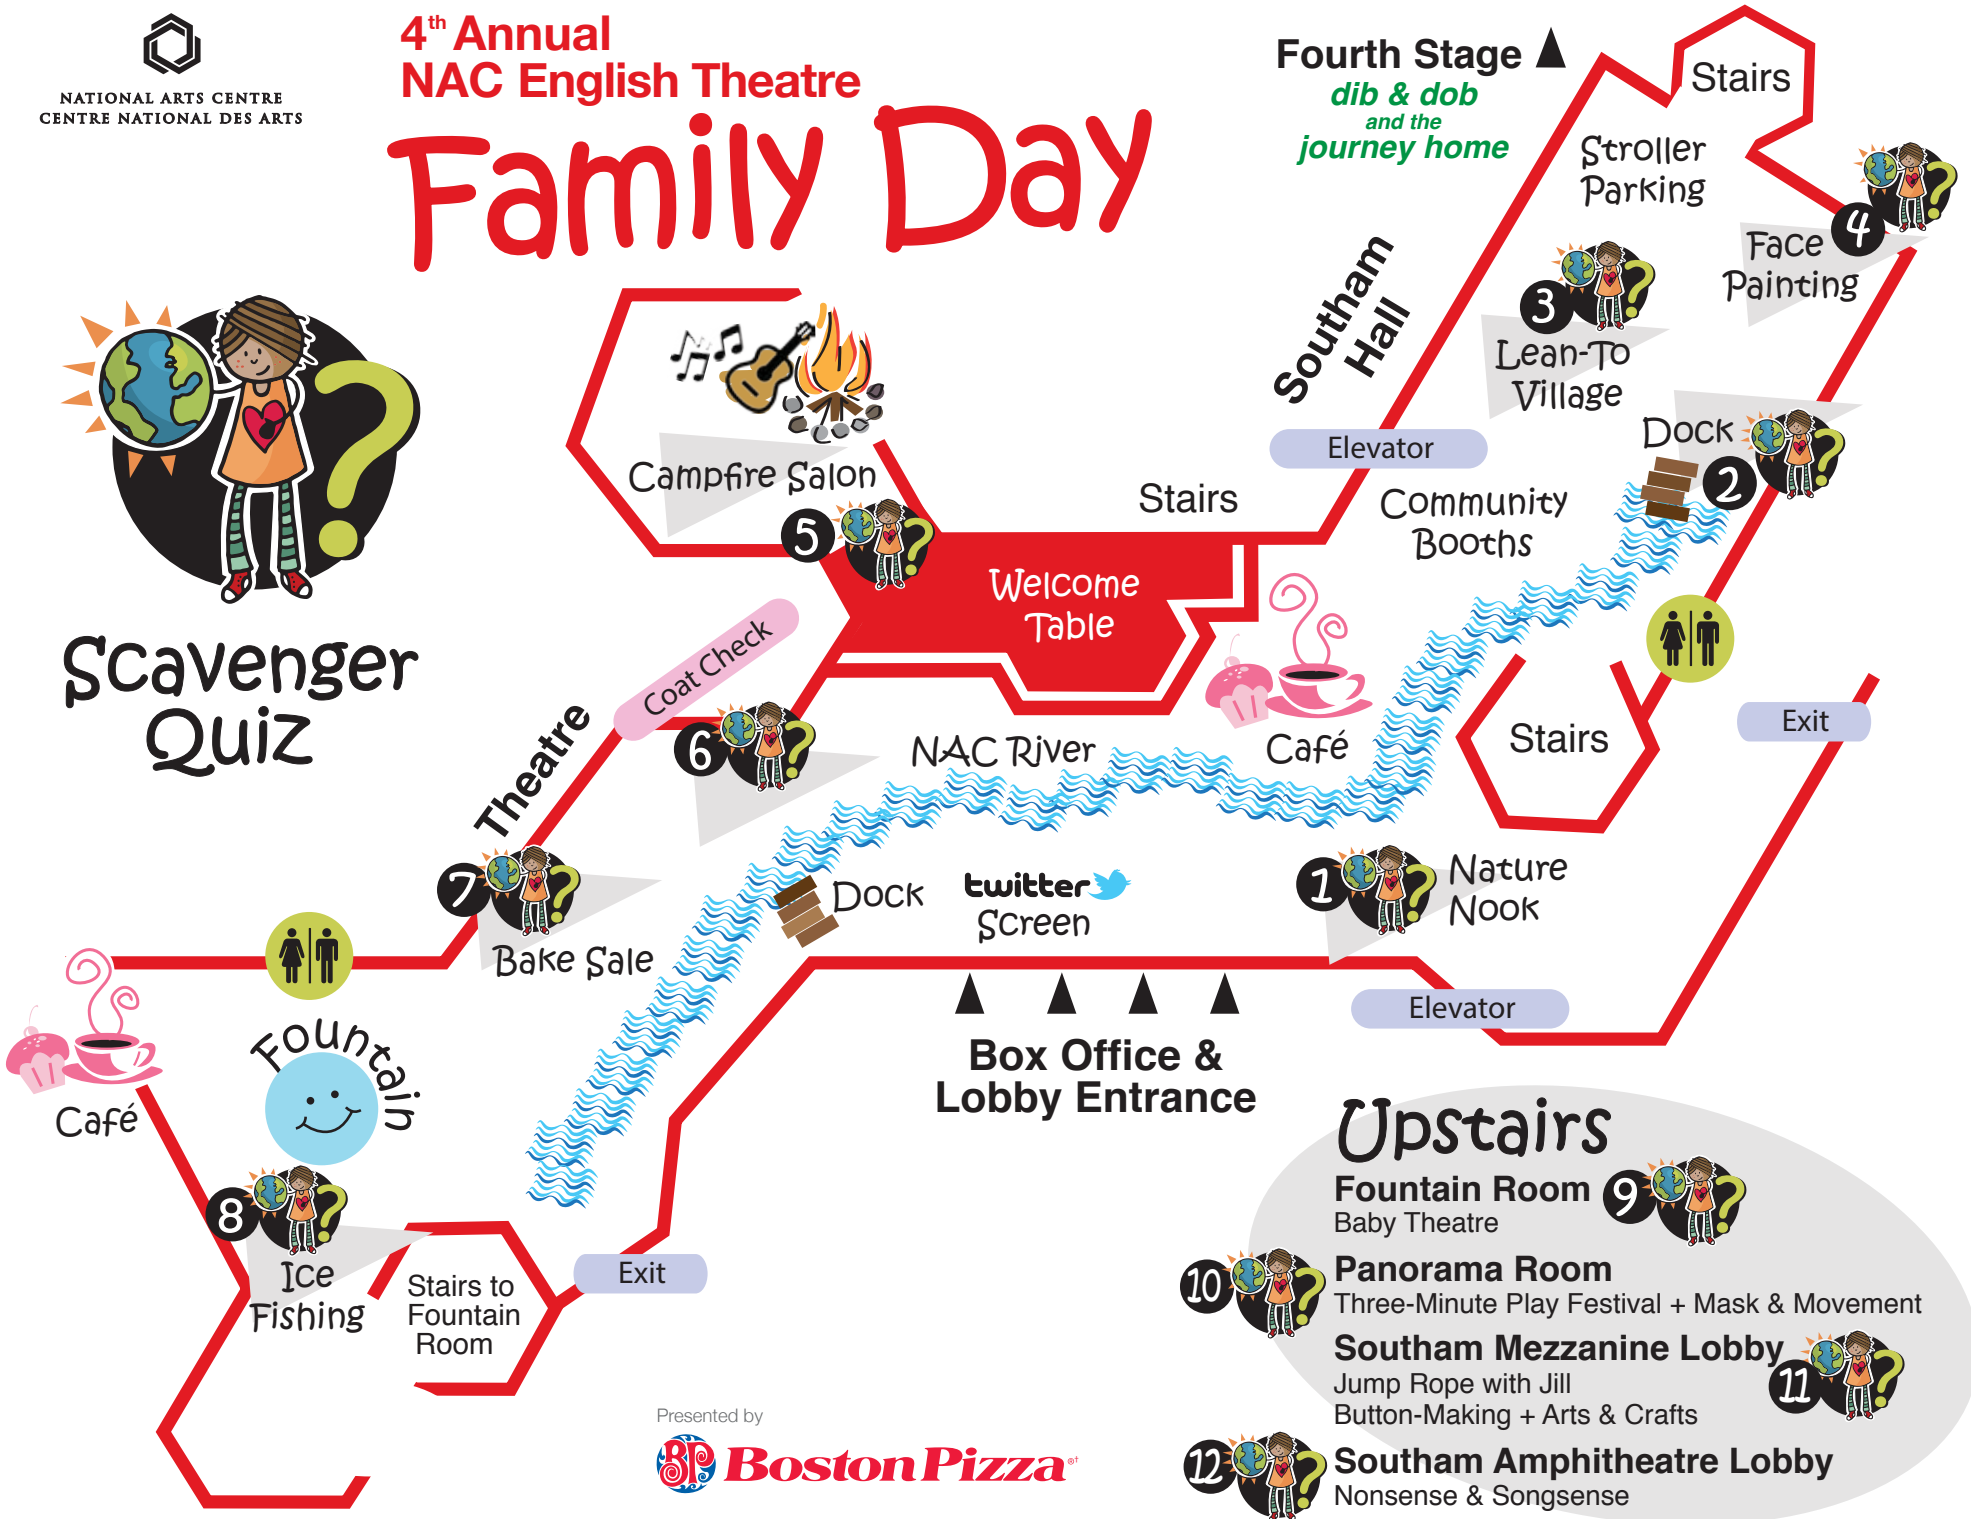 NATIONAL ARTS CENTRE
CENTRE NATIONAL DES ARTS
4th Annual
NAC English Theatre
Family Day
Fourth Stage
dib & dob
and the
journey home
Stairs
Stroller
Parking
4
Face
Painting
Southam
Hall
3
Lean-To
Village
Elevator
Dock
2
Campfire Salon
5
Stairs
Community
Booths
Welcome
Table
Scavenger
Quiz
Coat Check
6
Theatre
NAC River
Café
Stairs
Exit
7
Bake Sale
Dock
twitter
Screen
1
Nature
Nook
Elevator
Box Office &
Lobby Entrance
Café
Fountain
8
Ice
Fishing
Stairs to
Fountain
Room
Exit
Upstairs
Fountain Room 9
Baby Theatre
10 Panorama Room
Three-Minute Play Festival + Mask & Movement
Southam Mezzanine Lobby
11
Jump Rope with Jill
Button-Making + Arts & Crafts
12 Southam Amphitheatre Lobby
Nonsense & Songsense
Presented by
BP Boston Pizza®†